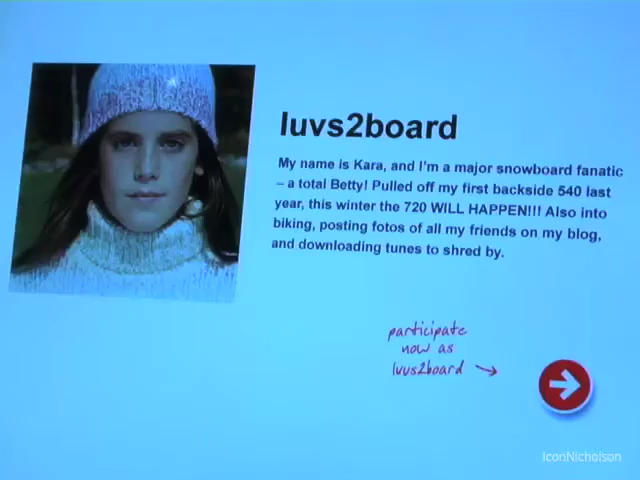 luvs2board
My name is Kara, and I'm a major snowboard fanatic
– a total Betty! Pulled off my first backside 540 last
year, this winter the 720 WILL HAPPEN!!! Also into
biking, posting fotos of all my friends on my blog,
and downloading tunes to shred by.
participate
now as
luvs2board →
IconNicholson